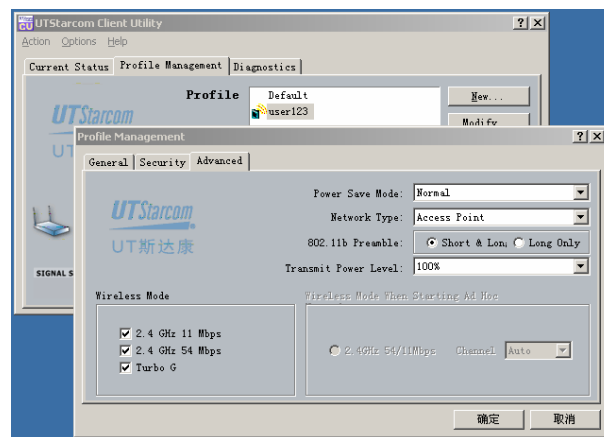 UTStarcom Client Utility
Action Options Help
Current Status Profile Management Diagnostics
Profile Default New...
UTStarcom user123 Modify
UT
Profile Management
General Security Advanced
UTStarcom
UT斯达康
Power Save Mode: Normal
Network Type: Access Point
802.11b Preamble: Short & Lon Long Only
Transmit Power Level: 100%
SIGNAL S
Wireless Mode
2.4 GHz 11 Mbps
2.4 GHz 54 Mbps
Turbo G
Wireless Mode When Starting Ad Hoc
2.4GHz 54/11Mbps Channel Auto
确定 取消